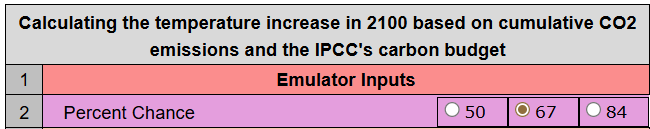 Calculating the temperature increase in 2100 based on cumulative CO2
emissions and the IPCC's carbon budget
1 Emulator Inputs
2 Percent Chance 50 67 84